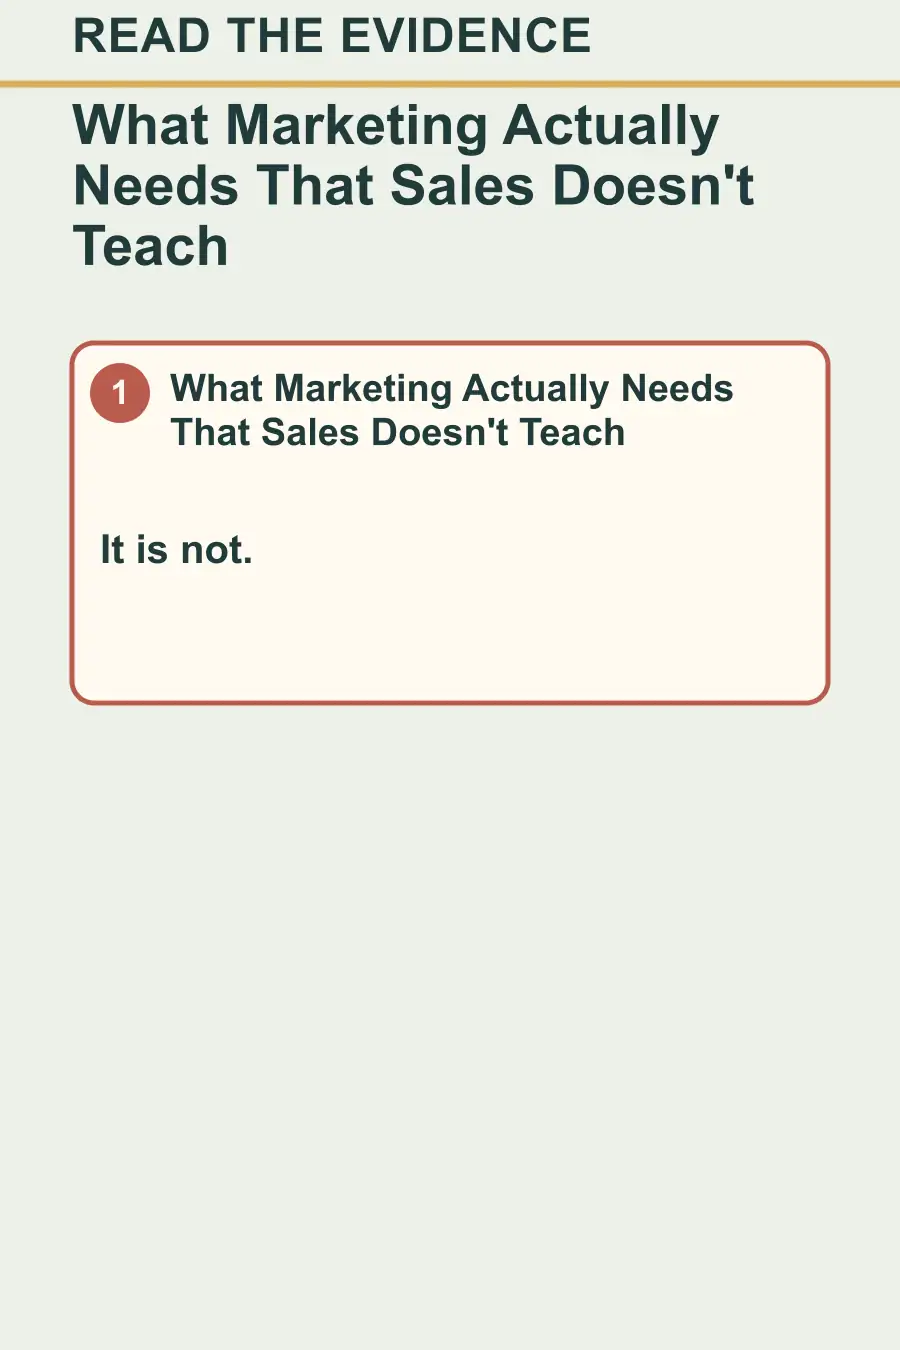 READ THE EVIDENCE
What Marketing Actually
Needs That Sales Doesn't
Teach
1
What Marketing Actually Needs
That Sales Doesn't Teach
It is not.